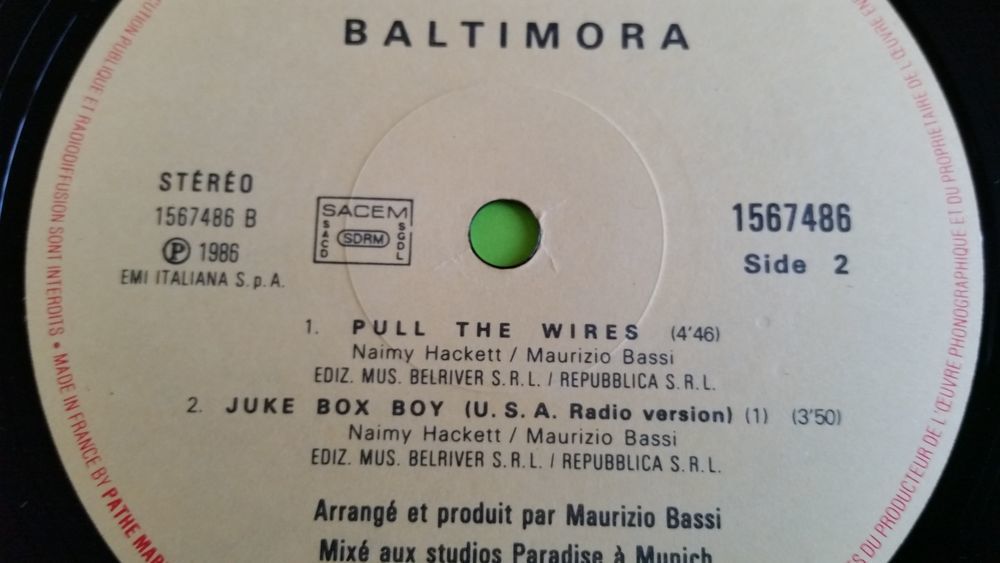 BALTIMORA
STÉRÉO
1567486 B
Ⓟ 1986
EMI ITALIANA S.p.A.
SACEM
SACD
SDRM
SGDL
1567486
Side 2
1. PULL THE WIRES (4'46)
Naimy Hackett / Maurizio Bassi
EDIZ. MUS. BELRIVER S.R.L. / REPUBBLICA S.R.L.
2. JUKE BOX BOY (U.S.A. Radio version) (1) (3'50)
Naimy Hackett / Maurizio Bassi
EDIZ. MUS. BELRIVER S.R.L. / REPUBBLICA S.R.L.
Arrangé et produit par Maurizio Bassi
Mixé aux studios Paradise à Munich
DU PRODUCTEUR DE L'ŒUVRE PHONOGRAPHIQUE ET DU PROPRIETAIRE DE L'ŒUVRE
PUBLIQUE ET RADIODIFFUSION SONT INTERDITS • MADE IN FRANCE BY PATHE